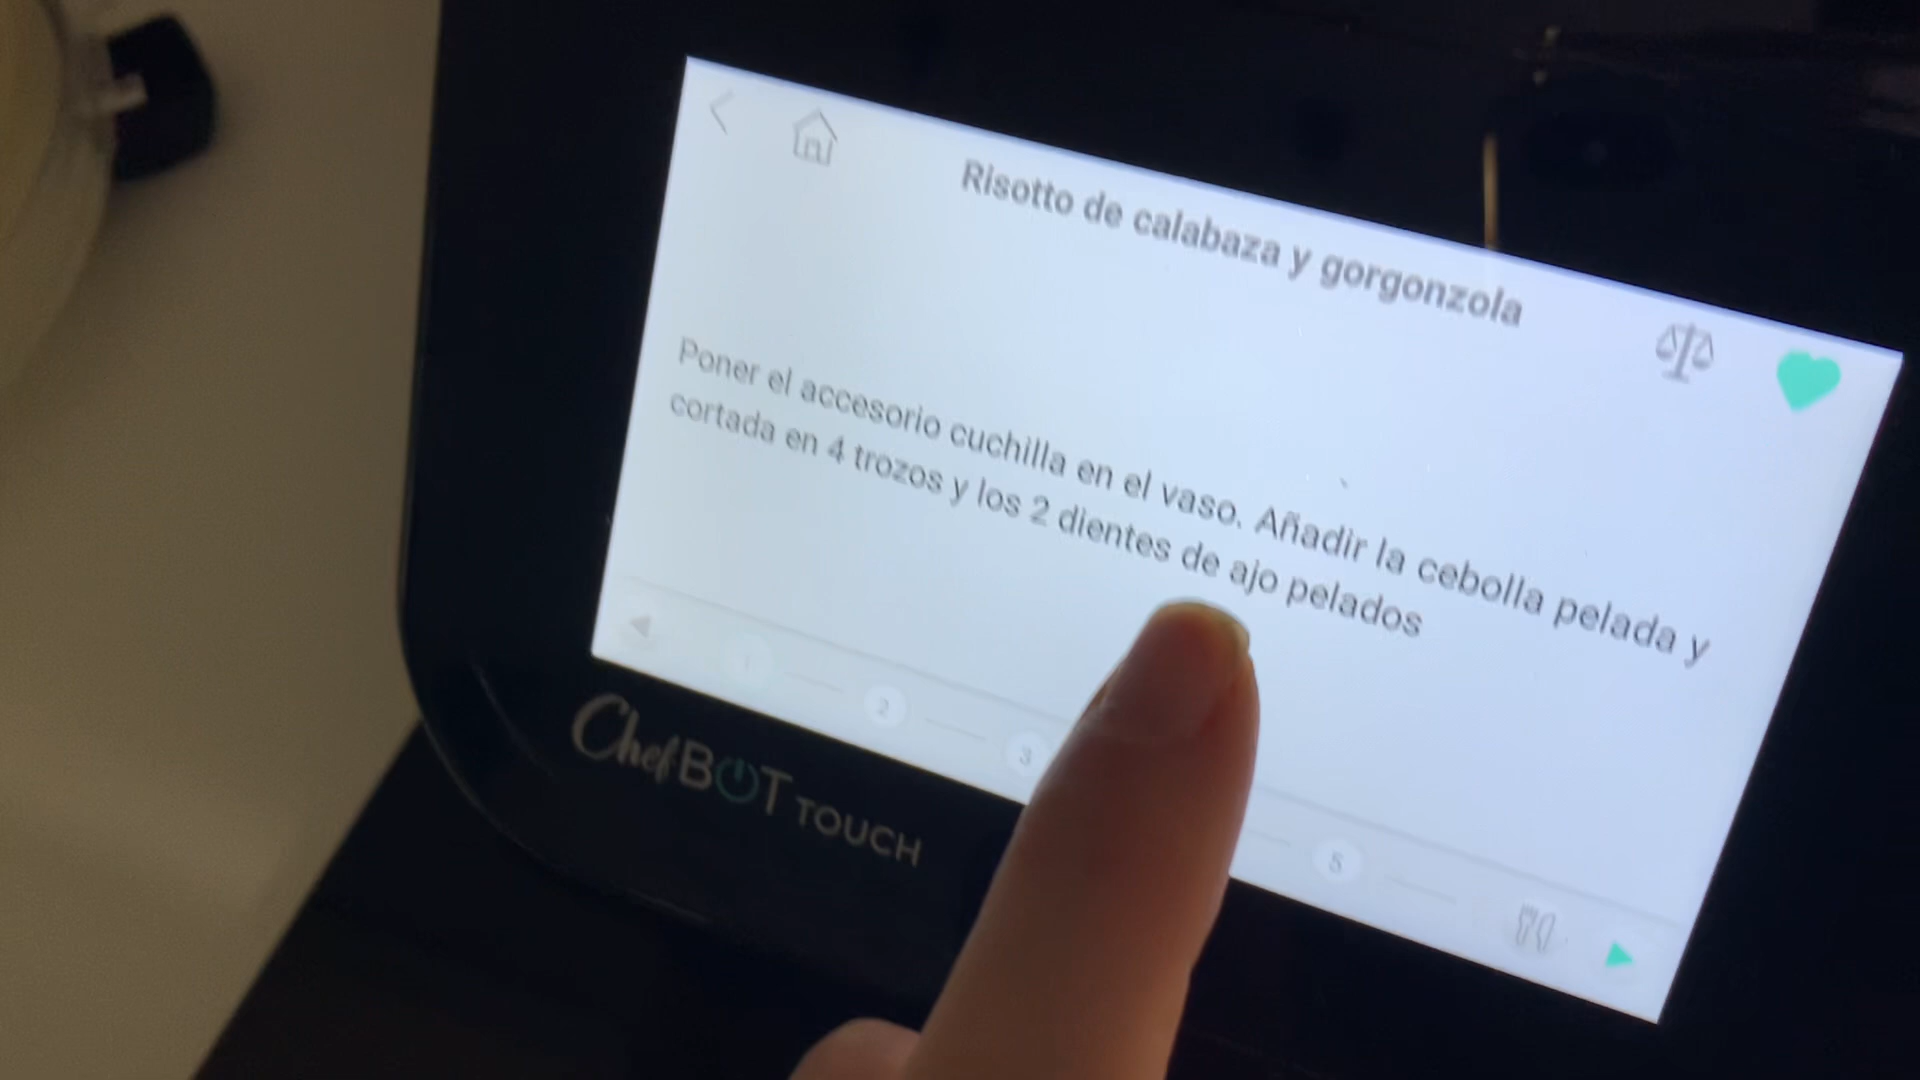 Risotto de calabaza y gorgonzola
Poner el accesorio cuchilla en el vaso. Añadir la cebolla pelada y
cortada en 4 trozos y los 2 dientes de ajo pelados
1 2 3 5
ChefBOT TOUCH